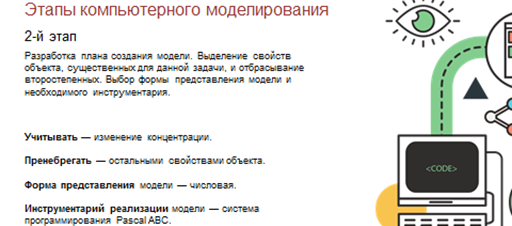 Этапы компьютерного моделирования
2-й этап
Разработка плана создания модели. Выделение свойств
объекта, существенных для данной задачи, и отбрасывание
второстепенных. Выбор формы представления модели и
необходимого инструментария.
Учитывать — изменение концентрации.
Пренебрегать — остальными свойствами объекта.
Форма представления модели — числовая.
Инструментарий реализации модели — система
программирования Pascal ABC.
<CODE>